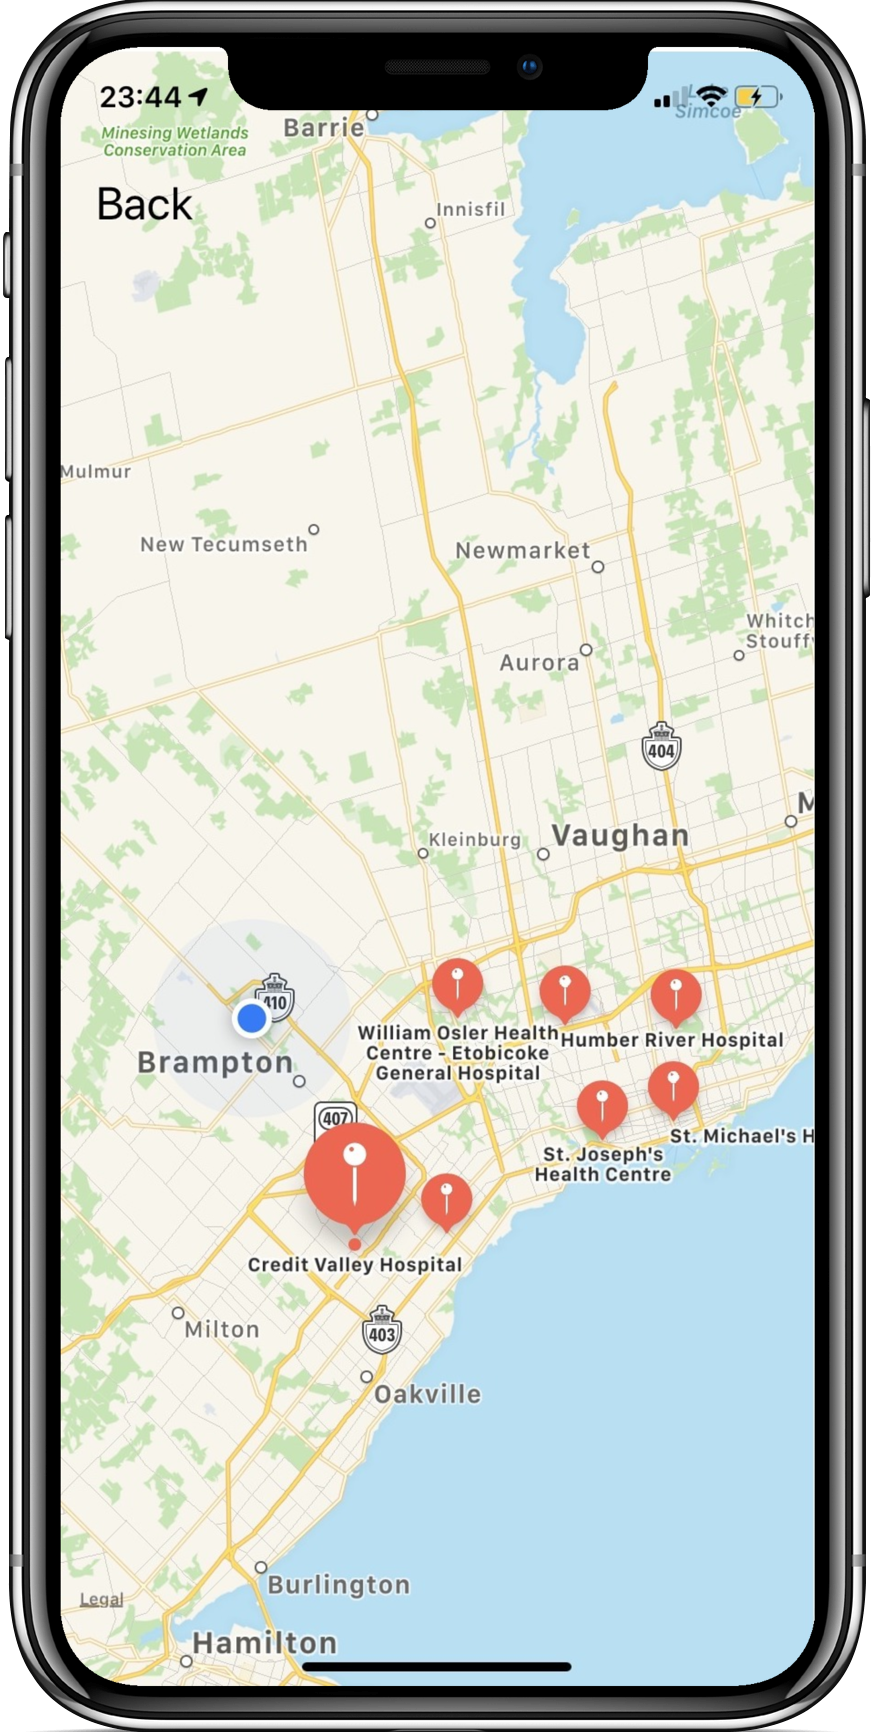 23:44
Lake
Simcoe
Minesing Wetlands
Conservation Area
Barrie
Back
Innisfil
Mulmur
New Tecumseth
Newmarket
Whitch
Stouff
Aurora
404
M
Kleinburg
Vaughan
410
William Osler Health
Centre - Etobicoke
General Hospital
Humber River Hospital
Brampton
407
St. Michael's H
St. Joseph's
Health Centre
Credit Valley Hospital
Milton
403
Oakville
Burlington
Legal
Hamilton